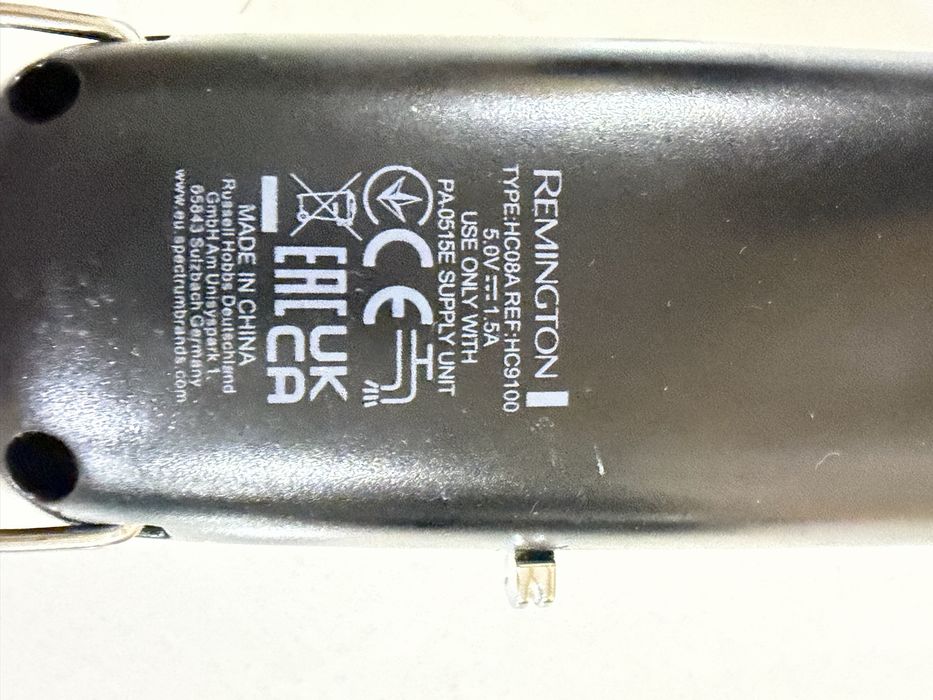 REMINGTON
TYPE:HC08A REF:HC9100
5.0V⎓1.5A
USE ONLY WITH
PA-0515E SUPPLY UNIT
CE
EAC UK
CA
MADE IN CHINA
Russell Hobbs Deutschland
GmbH Am Unisyspark 1,
65843 Sulzbach Germany
www.eu.spectrumbrands.com